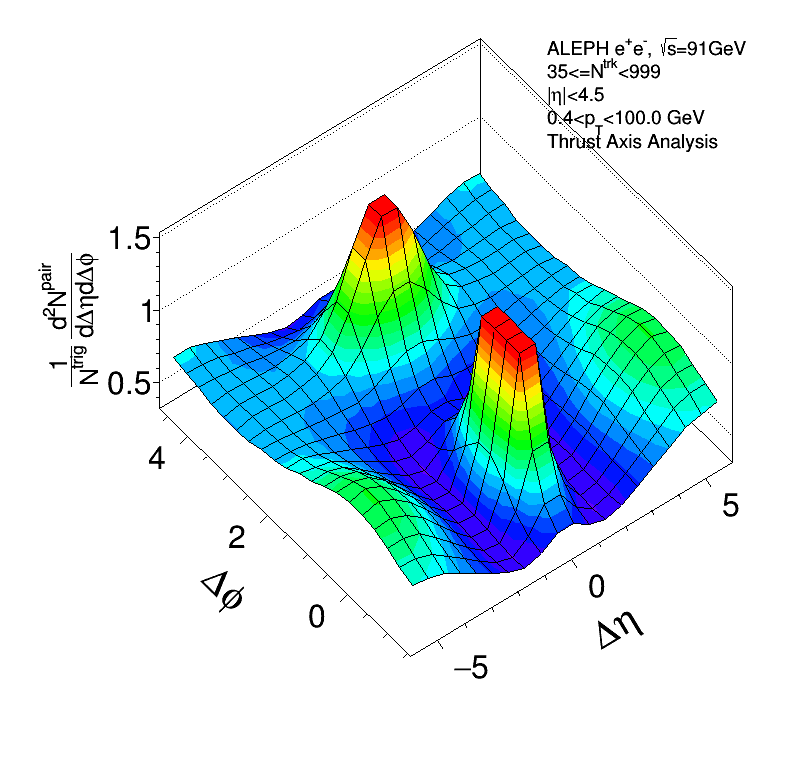 ALEPH e⁺e⁻, √s=91GeV
35<=Nᵗʳᵏ<999
|η|<4.5
0.4<p_T<100.0 GeV
Thrust Axis Analysis
1/N^trig d²N^pair/dΔηdΔϕ
1.5
1
0.5
4
2
0
Δϕ
−5
0
5
Δη